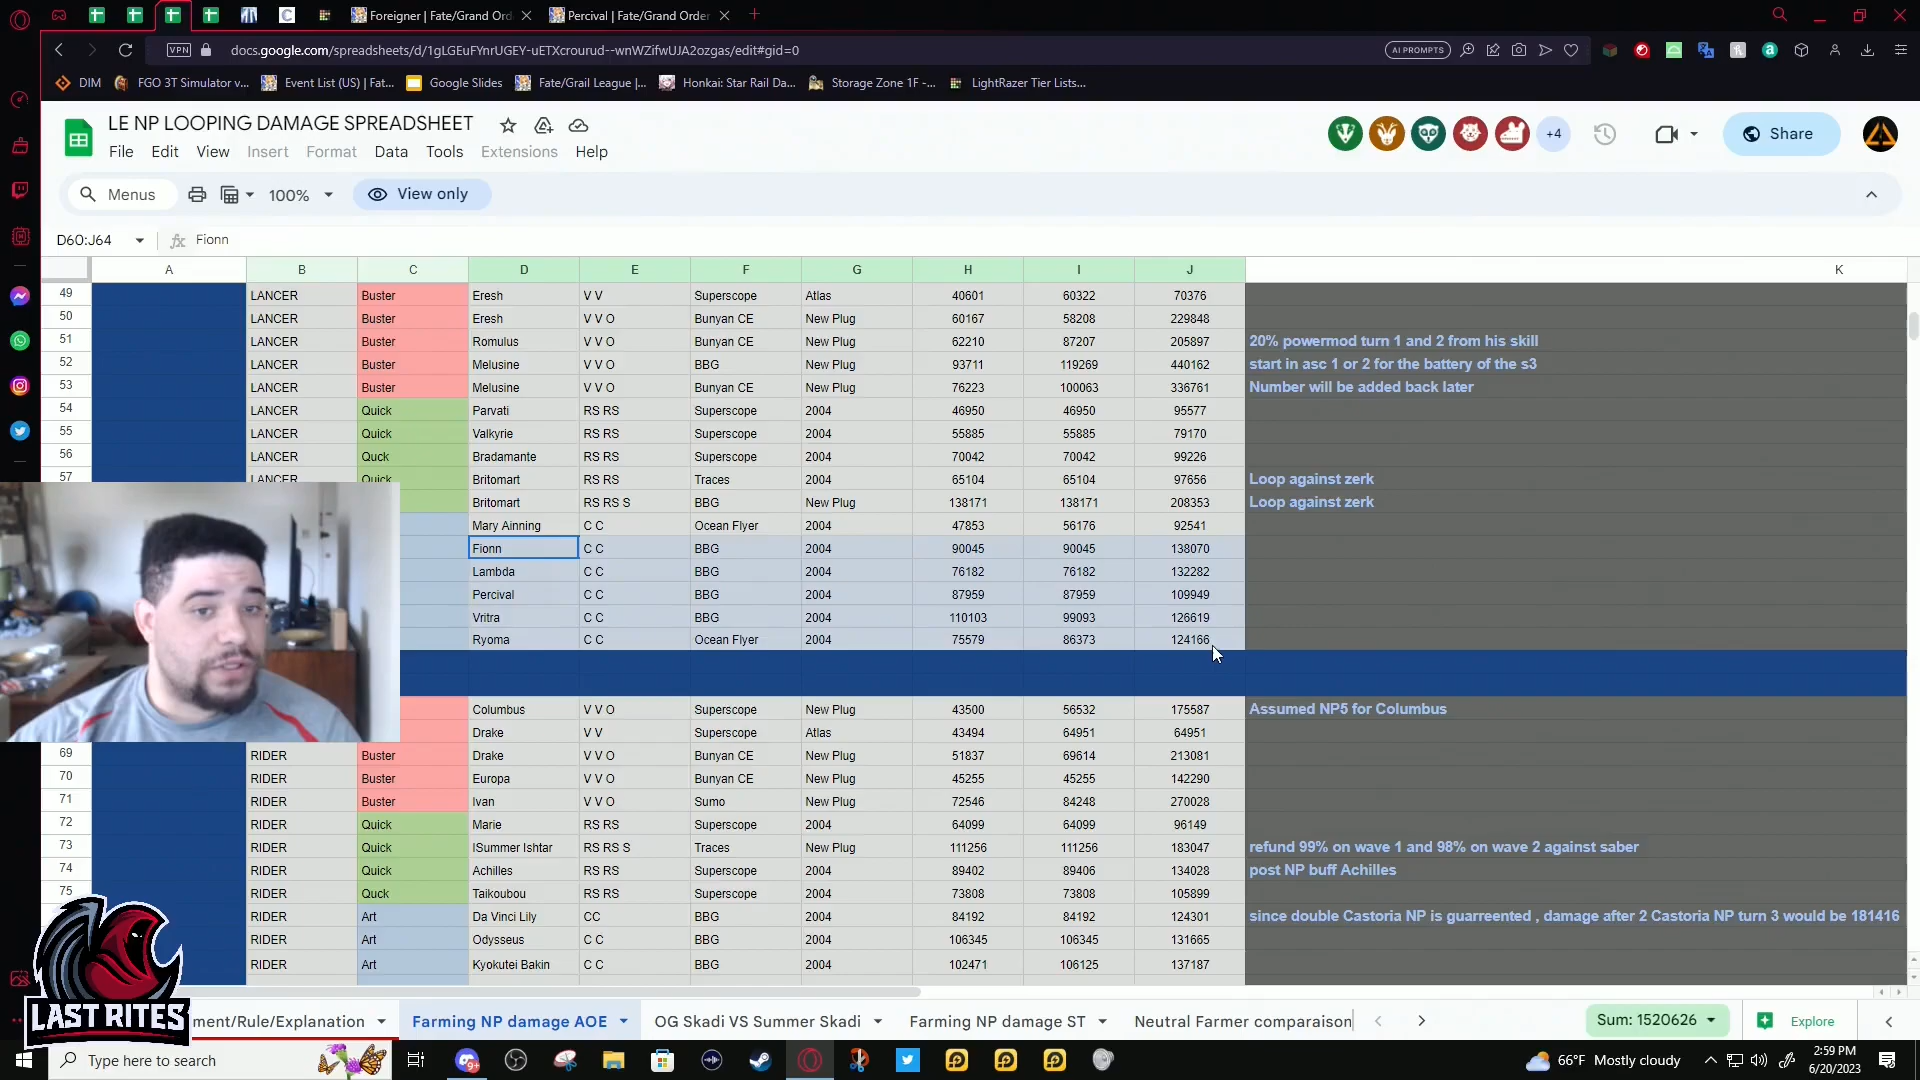 Foreigner | Fate/Grand Ord
Percival | Fate/Grand Order
VPN
docs.google.com/spreadsheets/d/1gLGEuFYnrUGEY-uETXcrourud--wnWZifwUJA2ozgas/edit#gid=0
AI PROMPTS
DIM
FGO 3T Simulator v...
Event List (US) | Fat...
Google Slides
Fate/Grail League |...
Honkai: Star Rail Da...
Storage Zone 1F -...
LightRazer Tier Lists...
LE NP LOOPING DAMAGE SPREADSHEET
File Edit View Insert Format Data Tools Extensions Help
+4
Share
Menus
100%
View only
D60:J64
fx Fionn
A B C D E F G H I J K
49 LANCER Buster Eresh V V Superscope Atlas 40601 60322 70376
50 LANCER Buster Eresh V V O Bunyan CE New Plug 60167 58208 229848
51 LANCER Buster Romulus V V O Bunyan CE New Plug 62210 87207 205897 20% powermod turn 1 and 2 from his skill
52 LANCER Buster Melusine V V O BBG New Plug 93711 119269 440162 start in asc 1 or 2 for the battery of the s3
53 LANCER Buster Melusine V V O Bunyan CE New Plug 76223 100063 336761 Number will be added back later
54 LANCER Quick Parvati RS RS Superscope 2004 46950 46950 95577
55 LANCER Quick Valkyrie RS RS Superscope 2004 55885 55885 79170
56 LANCER Quck Bradamante RS RS Superscope 2004 70042 70042 99226
57 LANCER Quick Britomart RS RS Traces 2004 65104 65104 97656 Loop against zerk
Britomart RS RS S BBG New Plug 138171 138171 208353 Loop against zerk
Mary Ainning C C Ocean Flyer 2004 47853 56176 92541
Fionn C C BBG 2004 90045 90045 138070
Lambda C C BBG 2004 76182 76182 132282
Percival C C BBG 2004 87959 87959 109949
Vritra C C BBG 2004 110103 99093 126619
Ryoma C C Ocean Flyer 2004 75579 86373 124166
Columbus V V O Superscope New Plug 43500 56532 175587 Assumed NP5 for Columbus
Drake V V Superscope Atlas 43494 64951 64951
69 RIDER Buster Drake V V O Bunyan CE New Plug 51837 69614 213081
70 RIDER Buster Europa V V O Bunyan CE New Plug 45255 45255 142290
71 RIDER Buster Ivan V V O Sumo New Plug 72546 84248 270028
72 RIDER Quick Marie RS RS Superscope 2004 64099 64099 96149
73 RIDER Quick ISummer Ishtar RS RS S Traces New Plug 111256 111256 183047 refund 99% on wave 1 and 98% on wave 2 against saber
74 RIDER Quick Achilles RS RS Superscope 2004 89402 89406 134028 post NP buff Achilles
75 RIDER Quck Taikoubou RS RS Superscope 2004 73808 73808 105899
RIDER Art Da Vinci Lily CC BBG 2004 84192 84192 124301 since double Castoria NP is guarreented , damage after 2 Castoria NP turn 3 would be 181416
RIDER Art Odysseus C C BBG 2004 106345 106345 131665
RIDER Art Kyokutei Bakin C C BBG 2004 102471 106125 137187
LAST RITES
ment/Rule/Explanation
Farming NP damage AOE
OG Skadi VS Summer Skadi
Farming NP damage ST
Neutral Farmer comparaison
Sum: 1520626
Explore
Type here to search
9+
66°F Mostly cloudy
2:59 PM
6/20/2023